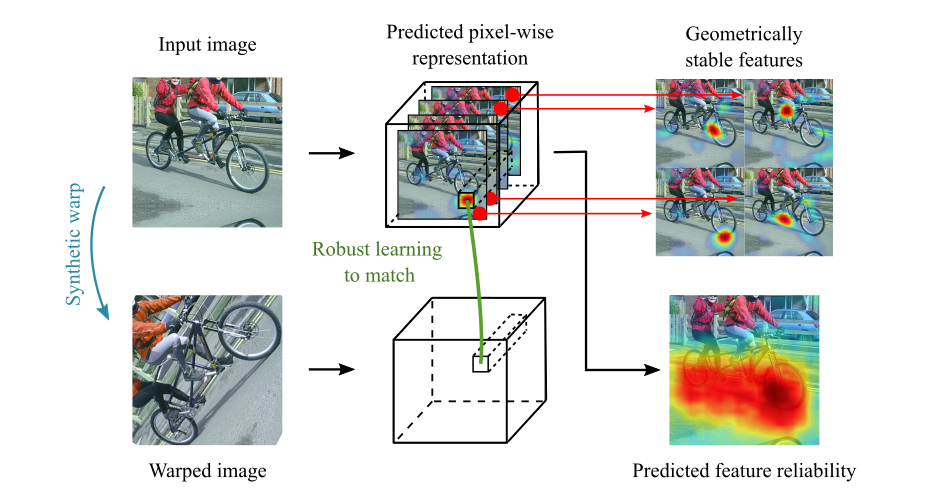 Input image
Predicted pixel-wise
representation
Geometrically
stable features
Synthetic warp
Robust learning
to match
Warped image
Predicted feature reliability